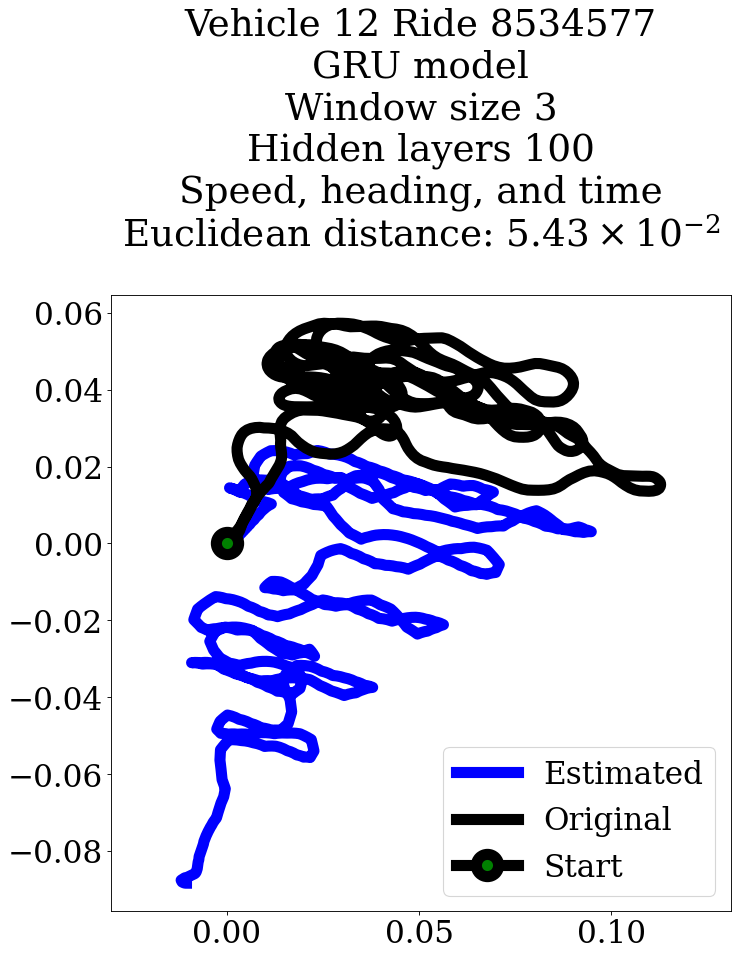 Vehicle 12 Ride 8534577
GRU model
Window size 3
Hidden layers 100
Speed, heading, and time
Euclidean distance: 5.43 × 10⁻²
0.06
0.04
0.02
0.00
−0.02
−0.04
−0.06
−0.08
Estimated
Original
Start
0.00 0.05 0.10